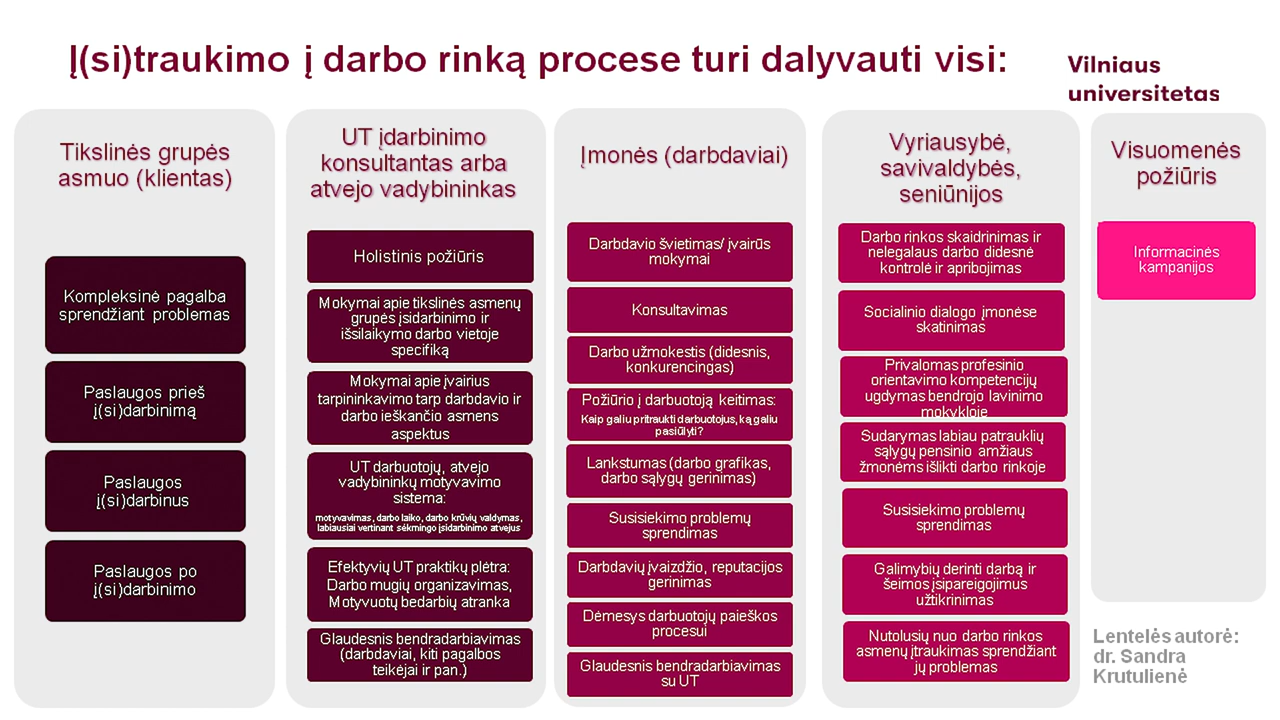 Į(si)traukimo į darbo rinką procese turi dalyvauti visi:
Vilniaus
universitetas
Tikslinės grupės
asmuo (klientas)
Kompleksinė pagalba
sprendžiant problemas
Paslaugos prieš
į(si)darbinimą
Paslaugos
į(si)darbinus
Paslaugos po
į(si)darbinimo
UT įdarbinimo
konsultantas arba
atvejo vadybininkas
Holistinis požiūris
Mokymai apie tikslinės asmenų
grupės įsidarbinimo ir
išsilaikymo darbo vietoje
specifiką
Mokymai apie įvairius
tarpininkavimo tarp darbdavio ir
darbo ieškančio asmens
aspektus
UT darbuotojų, atvejo
vadybininkų motyvavimo
sistema:
motyvavimas, darbo laiko, darbo krūvių valdymas,
labiausiai vertinant sėkmingo įsidarbinimo atvejus
Efektyvių UT praktikų plėtra:
Darbo mugių organizavimas,
Motyvuotų bedarbių atranka
Glaudesnis bendradarbiavimas
(darbdaviai, kiti pagalbos
teikėjai ir pan.)
Įmonės (darbdaviai)
Darbdavio švietimas/ įvairūs
mokymai
Konsultavimas
Darbo užmokestis (didesnis,
konkurencingas)
Požiūrio į darbuotoją keitimas:
Kaip galiu pritraukti darbuotojus, ką galiu
pasiūlyti?
Lankstumas (darbo grafikas,
darbo sąlygų gerinimas)
Susisiekimo problemų
sprendimas
Darbdavių įvaizdžio, reputacijos
gerinimas
Dėmesys darbuotojų paieškos
procesui
Glaudesnis bendradarbiavimas
su UT
Vyriausybė,
savivaldybės,
seniūnijos
Darbo rinkos skaidrinimas ir
nelegalaus darbo didesnė
kontrolė ir apribojimas
Socialinio dialogo įmonėse
skatinimas
Privalomas profesinio
orientavimo kompetencijų
ugdymas bendrojo lavinimo
mokykloje
Sudarymas labiau patrauklių
sąlygų pensinio amžiaus
žmonėms išlikti darbo rinkoje
Susisiekimo problemų
sprendimas
Galimybių derinti darbą ir
šeimos įsipareigojimus
užtikrinimas
Nutolusių nuo darbo rinkos
asmenų įtraukimas sprendžiant
jų problemas
Visuomenės
požiūris
Informacinės
kampanijos
Lentelės autorė:
dr. Sandra
Krutulienė